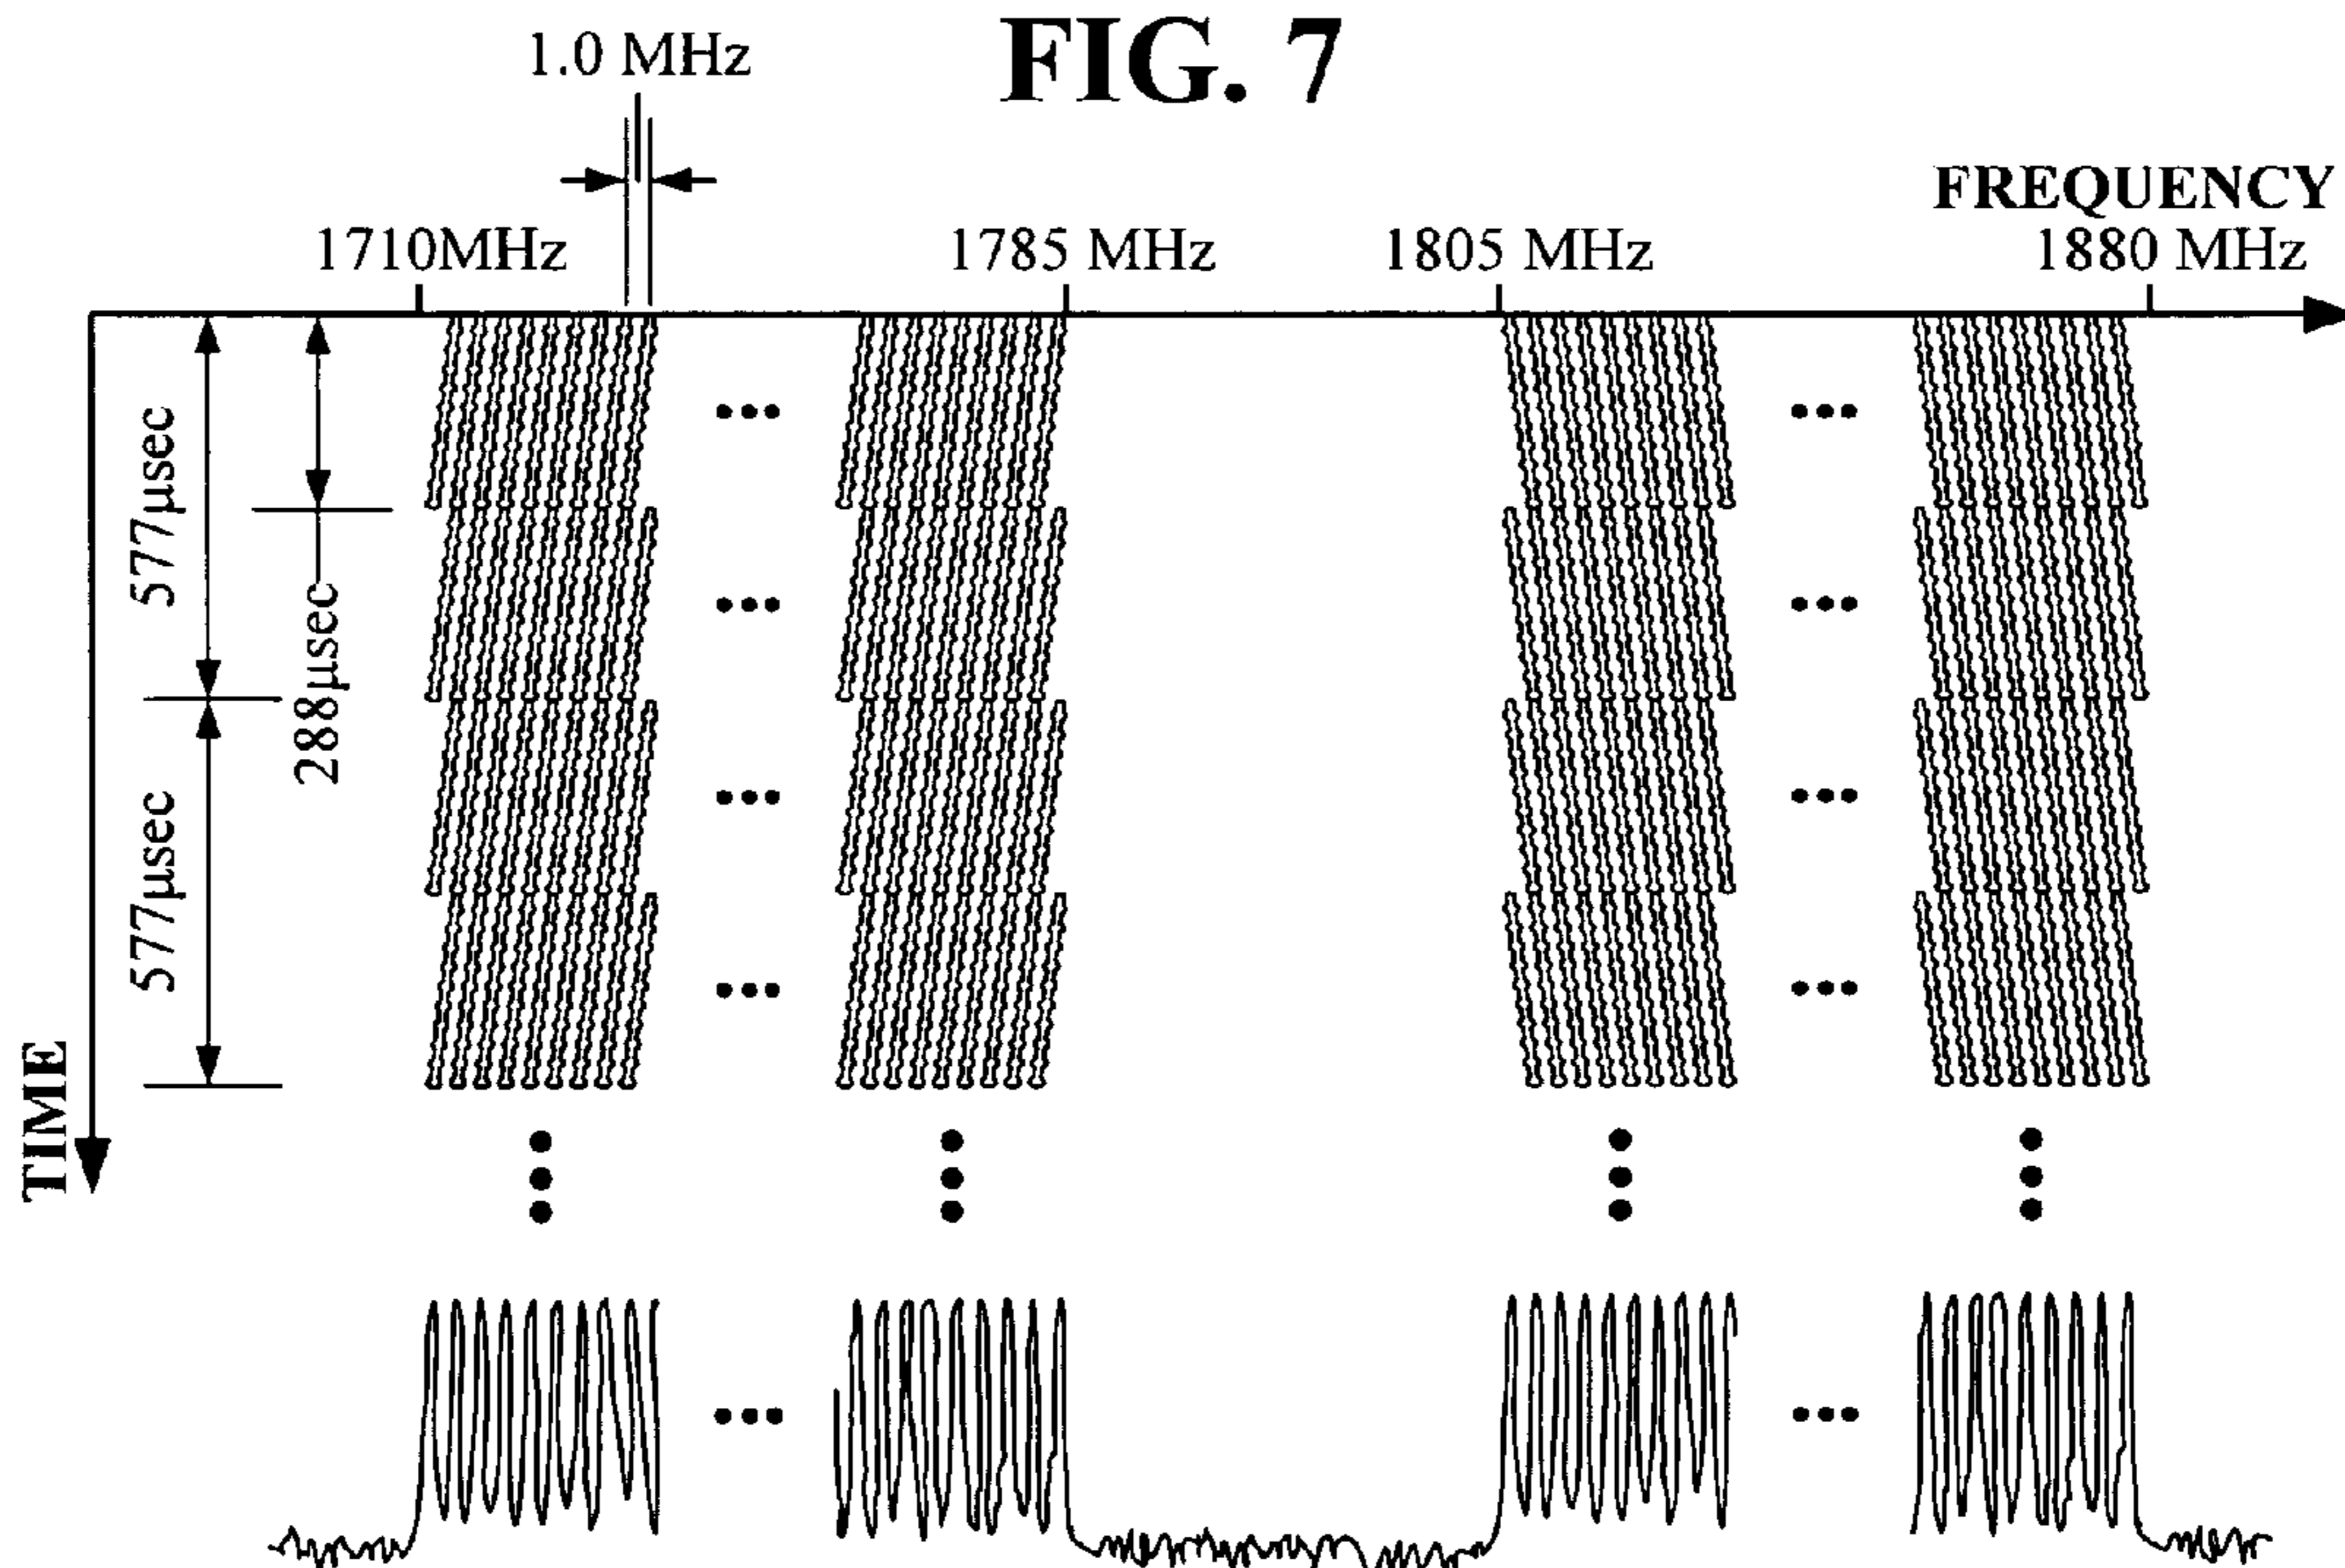 FIG. 7
1.0 MHz
FREQUENCY
1710MHz
1785 MHz
1805 MHz
1880 MHz
577µsec
288µsec
577µsec
TIME